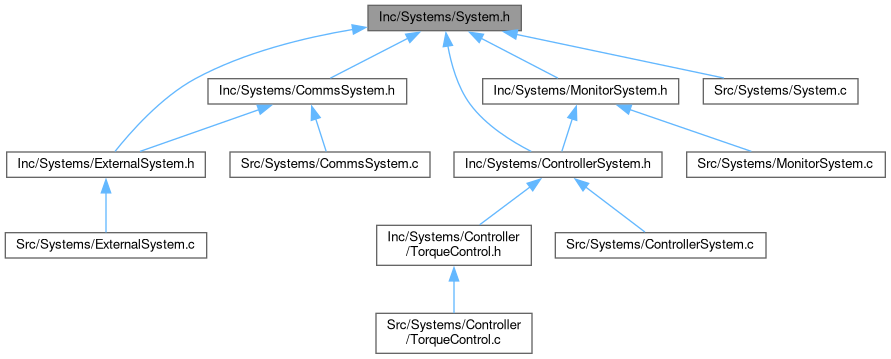 Inc/Systems/System.h
Inc/Systems/CommsSystem.h
Inc/Systems/MonitorSystem.h
Src/Systems/System.c
Inc/Systems/ExternalSystem.h
Src/Systems/CommsSystem.c
Inc/Systems/ControllerSystem.h
Src/Systems/MonitorSystem.c
Src/Systems/ExternalSystem.c
Inc/Systems/Controller
/TorqueControl.h
Src/Systems/ControllerSystem.c
Src/Systems/Controller
/TorqueControl.c